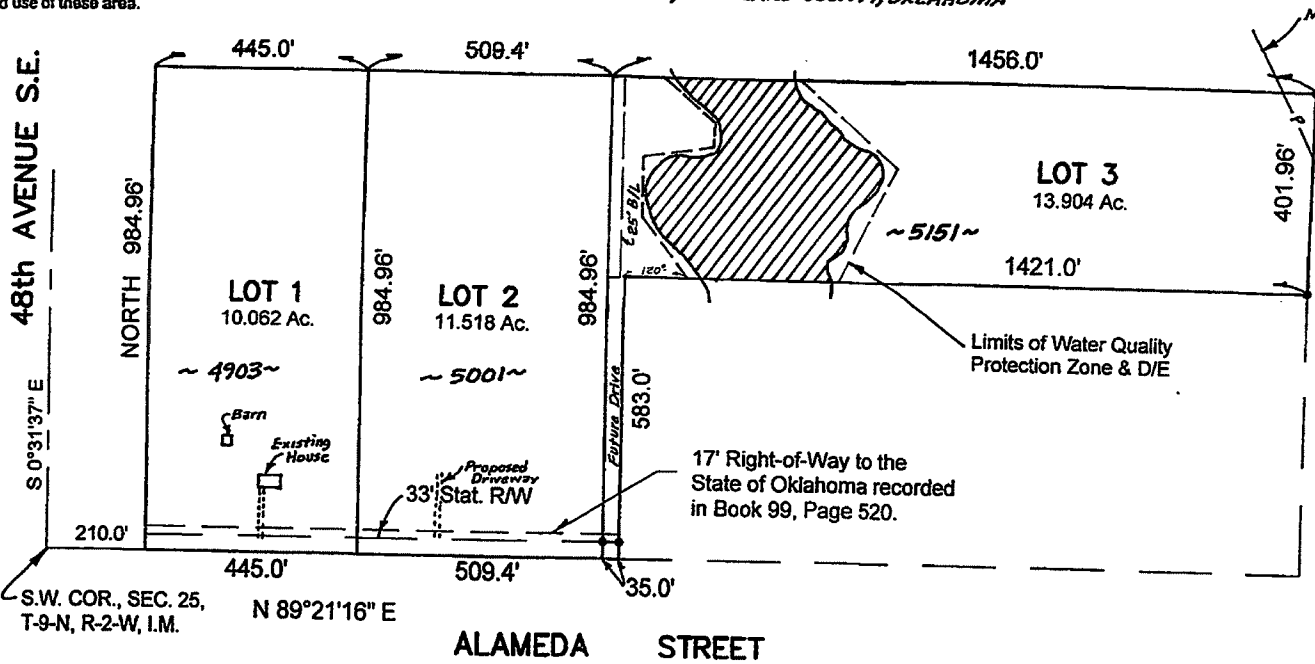 d use of these area.
48th AVENUE S.E.
S 0°31'37" E
210.0'
S.W. COR., SEC. 25,
T-9-N, R-2-W, I.M.
445.0'
NORTH 984.96'
LOT 1
10.062 Ac.
~ 4903~
Barn
Existing
House
445.0'
N 89°21'16" E
509.4'
984.96'
LOT 2
11.518 Ac.
~ 5001~
Proposed
Driveway
33' Stat. R/W
984.96'
509.4'
Future Drive
583.0'
35.0'
17' Right-of-Way to the
State of Oklahoma recorded
in Book 99, Page 520.
25' B/L
120'
1456.0'
LOT 3
13.904 Ac.
~5151~
401.96'
1421.0'
Limits of Water Quality
Protection Zone & D/E
P
ALAMEDA STREET